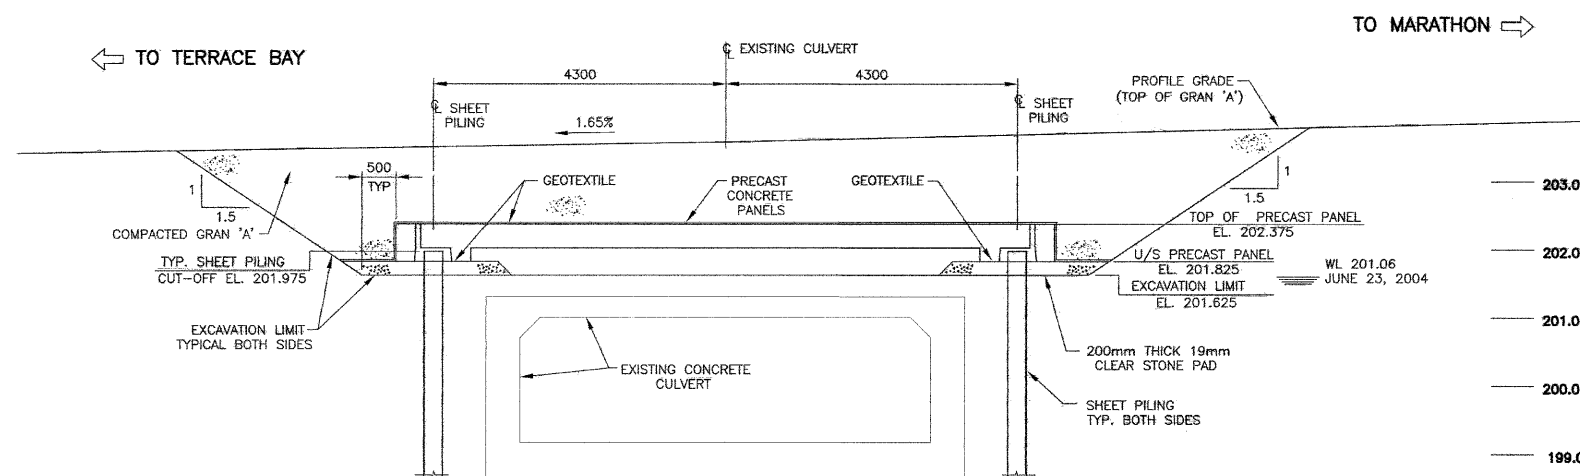 TO MARATHON
TO TERRACE BAY
℄ EXISTING CULVERT
4300
4300
PROFILE GRADE
(TOP OF GRAN 'A')
℄ SHEET
PILING
℄ SHEET
PILING
1.65%
500
TYP
1
1.5
GEOTEXTILE
PRECAST
CONCRETE
PANELS
GEOTEXTILE
1
1.5
203.0
COMPACTED GRAN 'A'
TOP OF PRECAST PANEL
EL. 202.375
TYP. SHEET PILING
CUT-OFF EL. 201.975
U/S PRECAST PANEL
EL. 201.825
202.0
WL 201.06
JUNE 23, 2004
EXCAVATION LIMIT
EL. 201.625
EXCAVATION LIMIT
TYPICAL BOTH SIDES
201.0
200mm THICK 19mm
CLEAR STONE PAD
EXISTING CONCRETE
CULVERT
200.0
SHEET PILING
TYP. BOTH SIDES
199.0